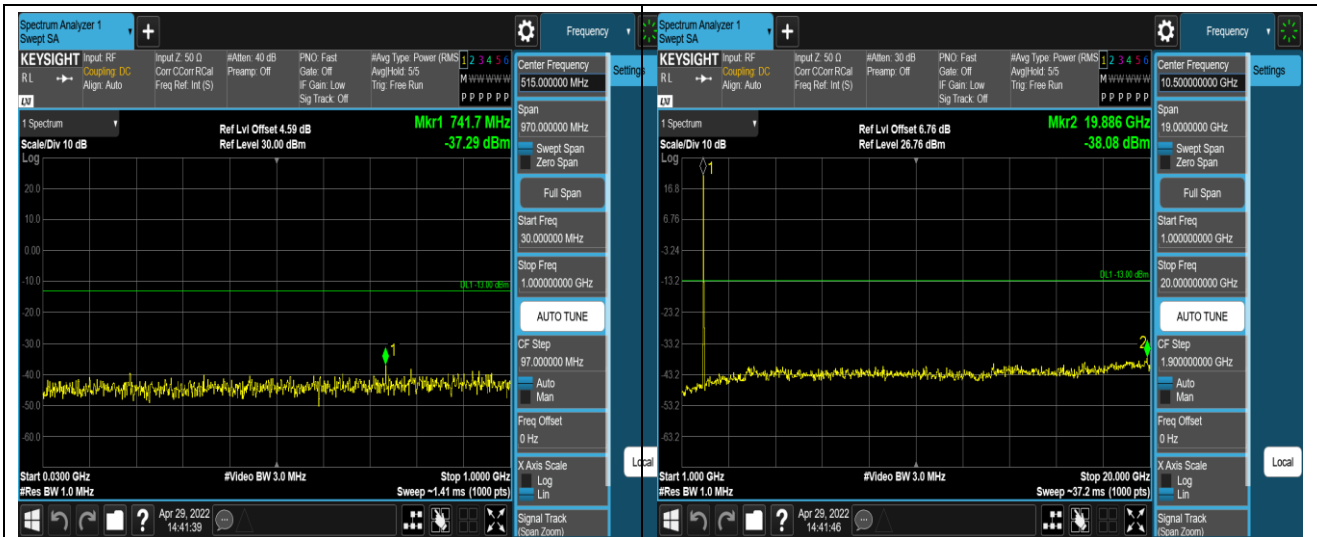 Spectrum Analyzer 1
Swept SA
+
Frequency
KEYSIGHT
RL
LXI
Input: RF
Coupling: DC
Align: Auto
Input Z: 50 Ω
Corr CCorr RCal
Freq Ref: Int (S)
#Atten: 40 dB
Preamp: Off
PNO: Fast
Gate: Off
IF Gain: Low
Sig Track: Off
#Avg Type: Power (RMS
Avg|Hold: 5/5
Trig: Free Run
1 2 3 4 5 6
M W W W W W
P P P P P P
Center Frequency
515.000000 MHz
Settings
1 Spectrum
Scale/Div 10 dB
Log
Ref Lvl Offset 4.59 dB
Ref Level 30.00 dBm
Mkr1 741.7 MHz
-37.29 dBm
20.0
10.0
0.00
-10.0
-20.0
-30.0
-40.0
-50.0
-60.0
DL1 -13.00 dBm
1
Start 0.0300 GHz
#Res BW 1.0 MHz
#Video BW 3.0 MHz
Stop 1.0000 GHz
Sweep ~1.41 ms (1000 pts)
Span
970.000000 MHz
Swept Span
Zero Span
Full Span
Start Freq
30.000000 MHz
Stop Freq
1.000000000 GHz
AUTO TUNE
CF Step
97.000000 MHz
Auto
Man
Freq Offset
0 Hz
X Axis Scale
Log
Lin
Signal Track
(Span Zoom)
Local
?
Apr 29, 2022
14:41:39
Spectrum Analyzer 1
Swept SA
+
Frequency
KEYSIGHT
RL
LXI
Input: RF
Coupling: DC
Align: Auto
Input Z: 50 Ω
Corr CCorr RCal
Freq Ref: Int (S)
#Atten: 30 dB
Preamp: Off
PNO: Fast
Gate: Off
IF Gain: Low
Sig Track: Off
#Avg Type: Power (RMS
Avg|Hold: 5/5
Trig: Free Run
1 2 3 4 5 6
M W W W W W
P P P P P P
Center Frequency
10.500000000 GHz
Settings
1 Spectrum
Scale/Div 10 dB
Log
Ref Lvl Offset 6.76 dB
Ref Level 26.76 dBm
Mkr2 19.886 GHz
-38.08 dBm
16.8
6.76
-3.24
-13.2
-23.2
-33.2
-43.2
-53.2
-63.2
1
DL1 -13.00 dBm
2
Start 1.000 GHz
#Res BW 1.0 MHz
#Video BW 3.0 MHz
Stop 20.000 GHz
Sweep ~37.2 ms (1000 pts)
Span
19.0000000 GHz
Swept Span
Zero Span
Full Span
Start Freq
1.000000000 GHz
Stop Freq
20.000000000 GHz
AUTO TUNE
CF Step
1.900000000 GHz
Auto
Man
Freq Offset
0 Hz
X Axis Scale
Log
Lin
Signal Track
(Span Zoom)
Local
?
Apr 29, 2022
14:41:46